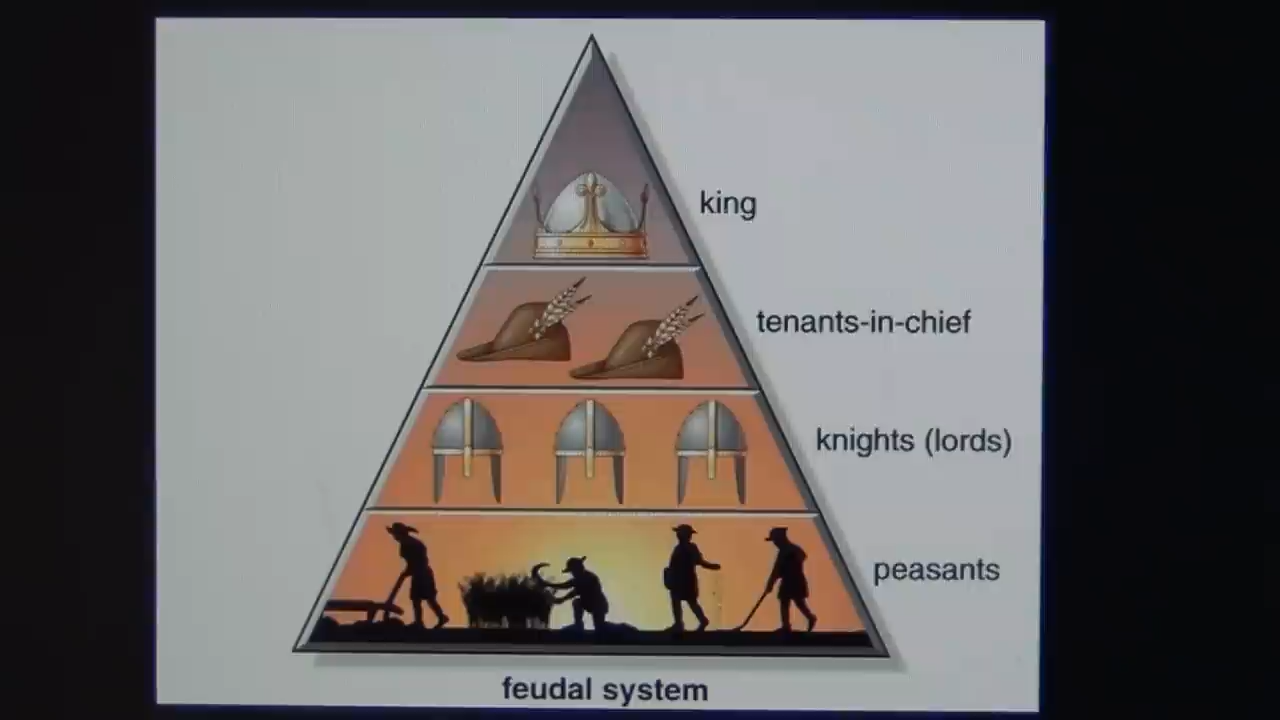 king
tenants-in-chief
knights (lords)
peasants
feudal system